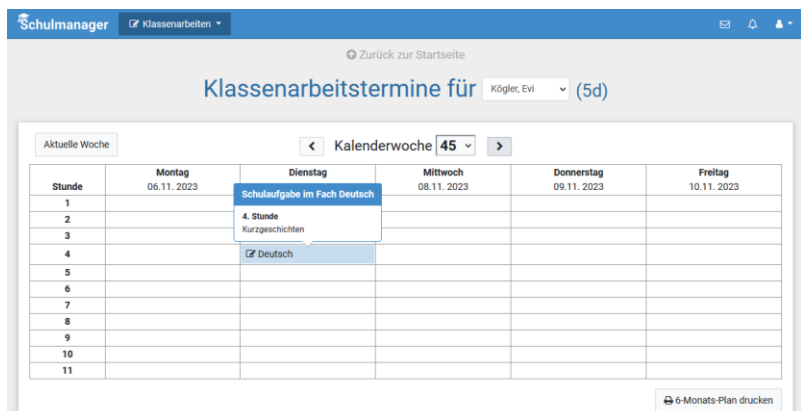 Schulmanager Klassenarbeiten
Zurück zur Startseite
Klassenarbeitstermine für Kögler, Evi (5d)
Aktuelle Woche Kalenderwoche 45
Stunde Montag Dienstag Mittwoch Donnerstag Freitag
06.11. 2023 08.11. 2023 09.11. 2023 10.11. 2023
Schulaufgabe im Fach Deutsch
4. Stunde
Kurzgeschichten
1
2
3
4 Deutsch
5
6
7
8
9
10
11
6-Monats-Plan drucken